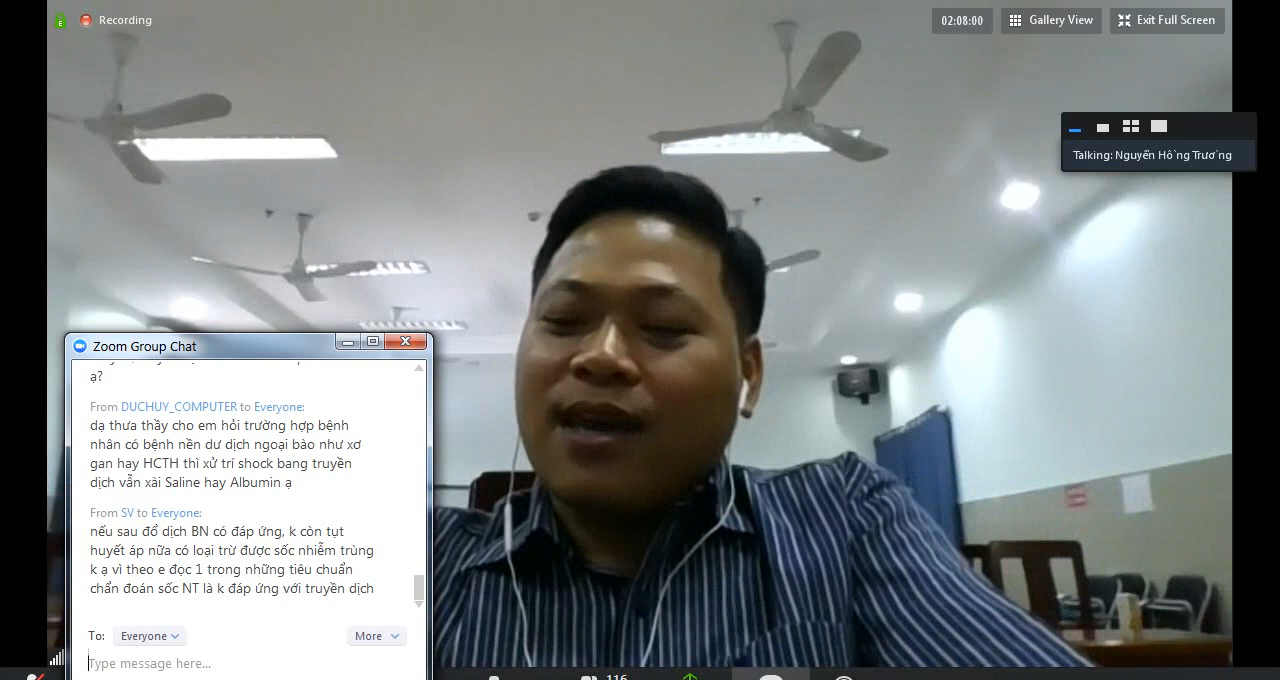 Recording
02:08:00
Gallery View
Exit Full Screen
Talking: Nguyễn Hô`ng Trươ`ng
Zoom Group Chat
ạ?
From DUCHUY_COMPUTER to Everyone:
dạ thưa thầy cho em hỏi trường hợp bệnh
nhân có bệnh nền dư dịch ngoại bào như xơ
gan hay HCTH thì xử trí shock bang truyền
dịch vẫn xài Saline hay Albumin ạ
From SV to Everyone:
nếu sau đổ dịch BN có đáp ứng, k còn tụt
huyết áp nữa có loại trừ được sốc nhiễm trùng
k ạ vì theo e đọc 1 trong những tiêu chuẩn
chẩn đoán sốc NT là k đáp ứng với truyền dịch
To: Everyone
More
Type message here...
116